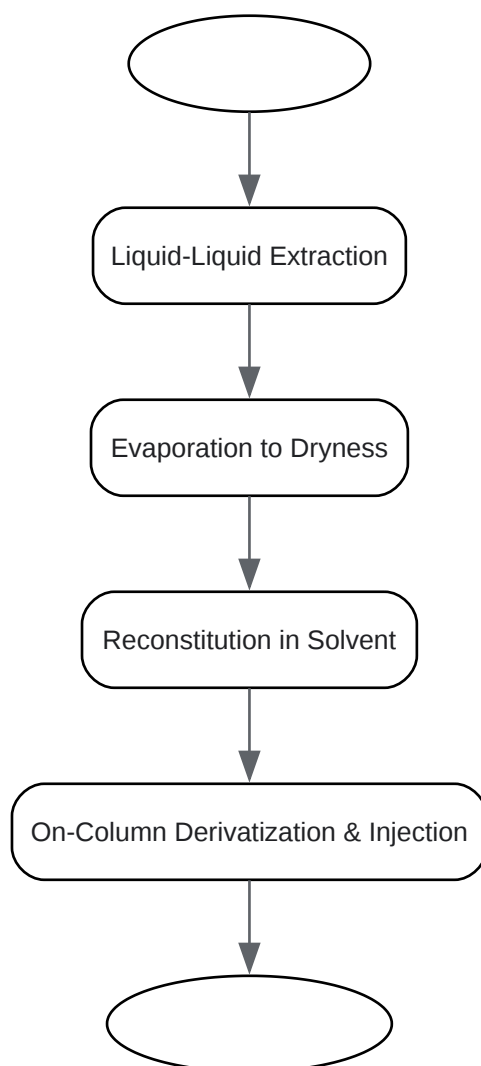 Liquid-Liquid Extraction
Evaporation to Dryness
Reconstitution in Solvent
On-Column Derivatization & Injection